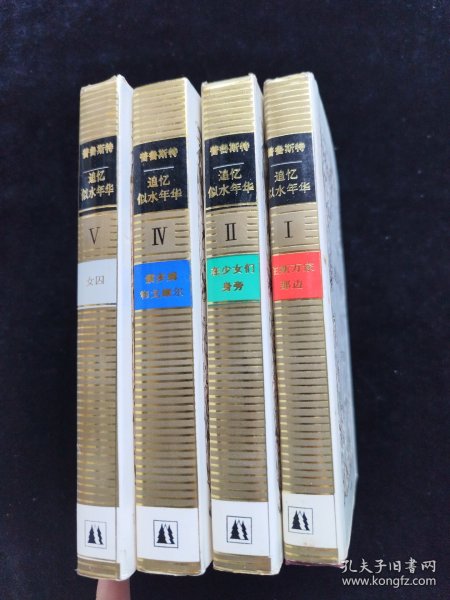 普鲁斯特
追忆
似水年华
V
女囚
普鲁斯特
追忆
似水年华
IV
索多姆
和戈摩尔
普鲁斯特
追忆
似水年华
II
在少女们
身旁
普鲁斯特
追忆
似水年华
I
在斯万家
那边
孔夫子旧书网
www.kongfz.com